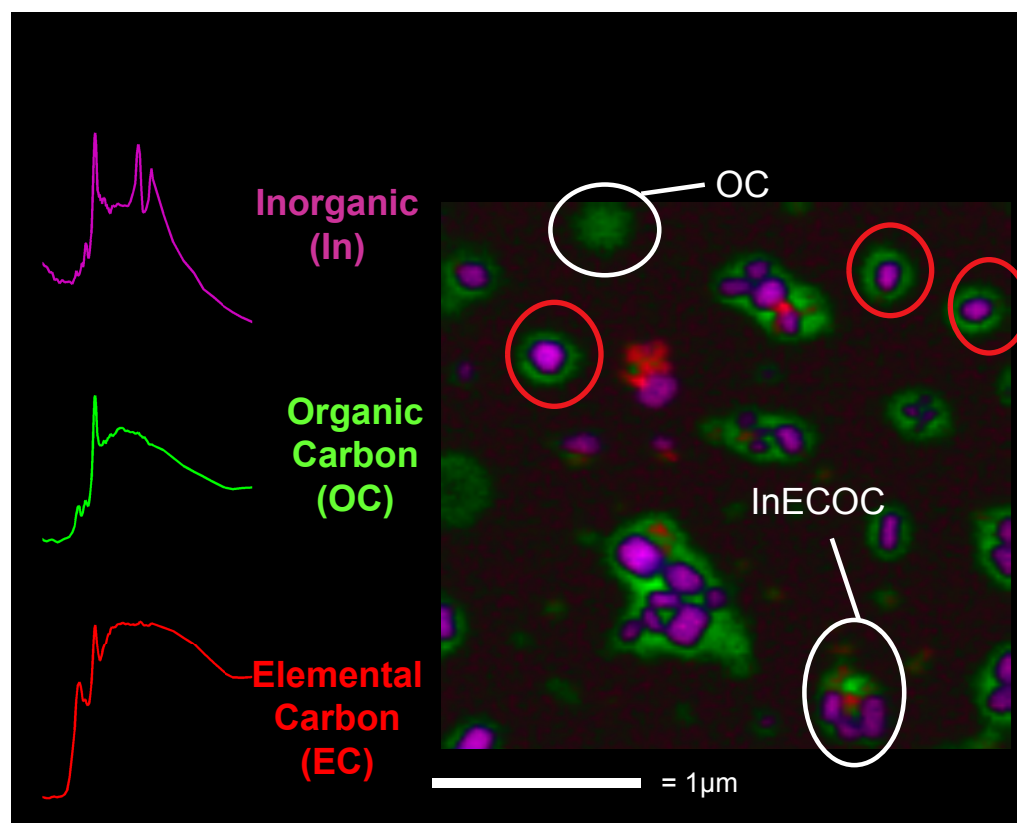 Inorganic
(In)
Organic
Carbon
(OC)
Elemental
Carbon
(EC)
OC
InECOC
= 1µm